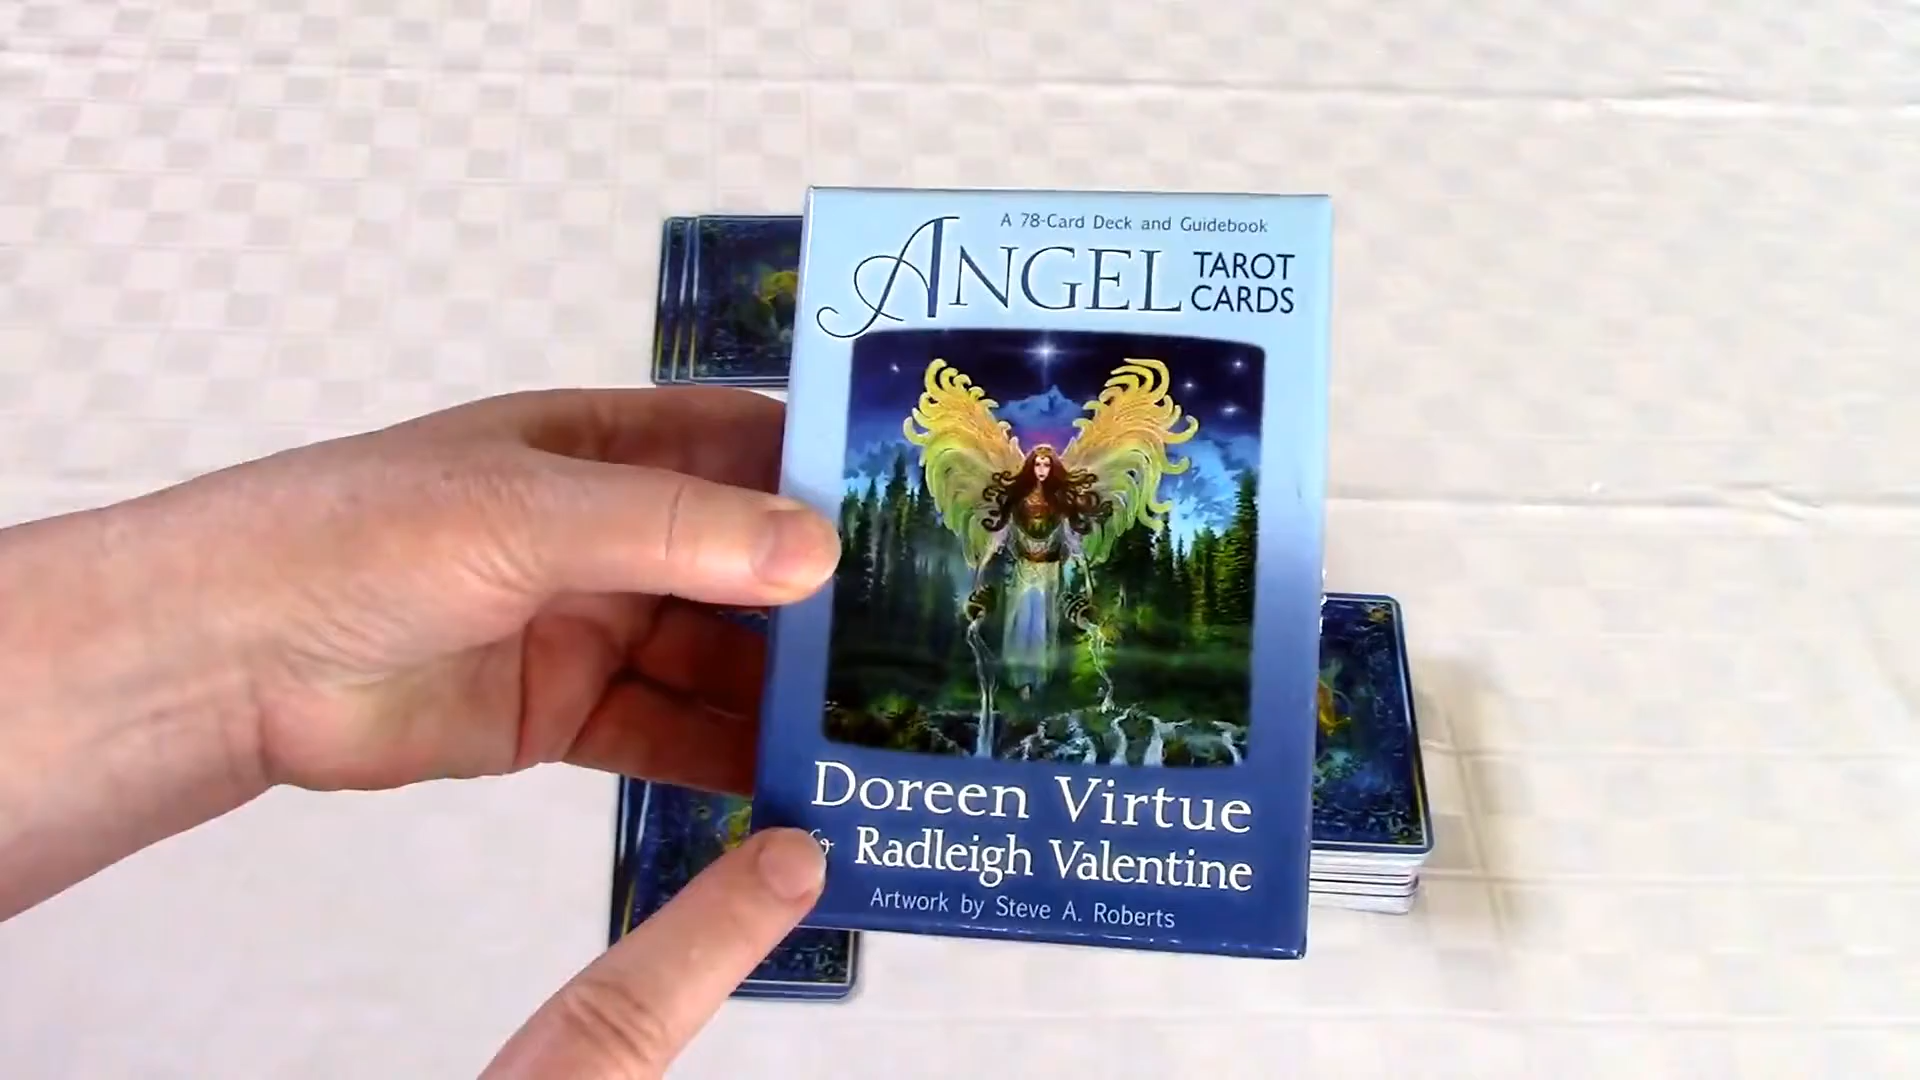 A 78-Card Deck and Guidebook
ANGEL TAROT CARDS
Doreen Virtue
& Radleigh Valentine
Artwork by Steve A. Roberts